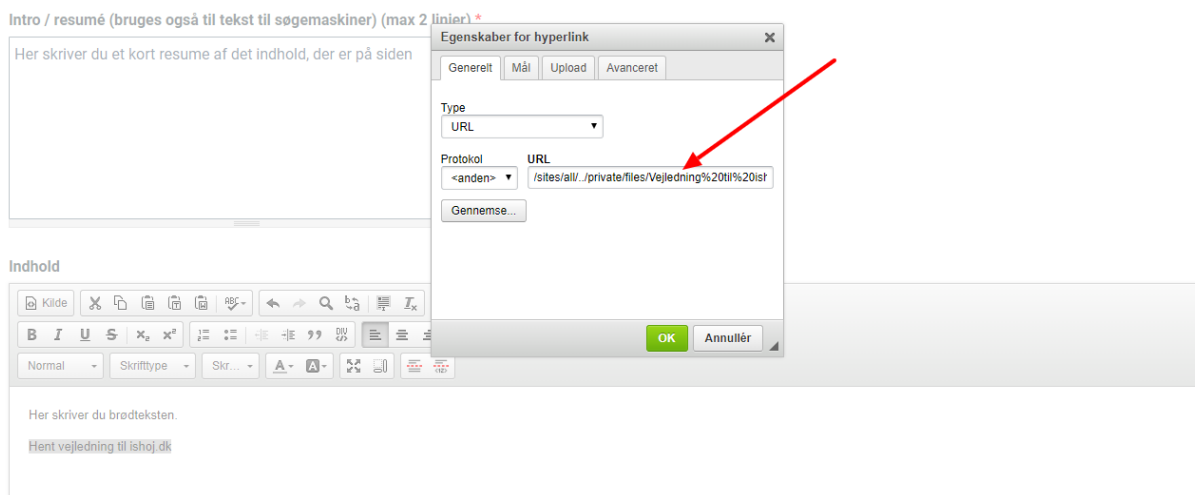 Intro / resumé (bruges også til tekst til søgemaskiner) (max 2 linier) *
Her skriver du et kort resume af det indhold, der er på siden
Egenskaber for hyperlink
Generelt Mål Upload Avanceret
Type
URL
Protokol URL
<anden> /sites/all/../private/files/Vejledning%20til%20ish
Gennemse...
OK Annullér
Indhold
Kilde
Normal Skrifttype Skr...
Her skriver du brødteksten.
Hent vejledning til ishoj.dk